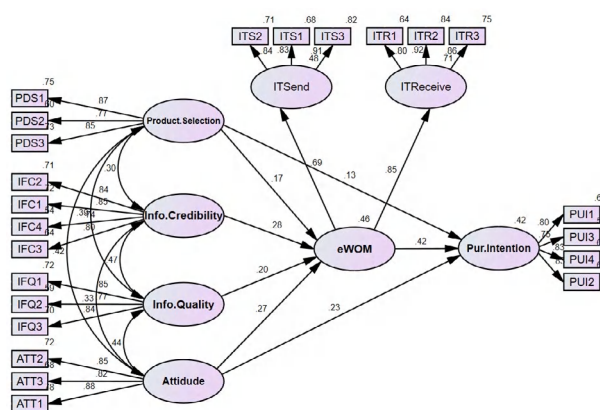 .71 .68 .82
ITS2 ITS1 ITS3
.84 .83 .91
.48
ITSend
.64 .84 .75
ITR1 ITR2 ITR3
.80 .92 .86
.71
ITReceive
.75
PDS1
PDS2
PDS3
.87
.77
.85
Product.Selection
.71
IFC2
IFC1
IFC4
IFC3
.84
.85
.80
Info.Credibility
.72
IFQ1
IFQ2
IFQ3
.85
.77
.84
Info.Quality
.72
ATT2
ATT3
ATT1
.85
.82
.88
Attidude
.30
.39
.42
.47
.33
.44
.69
.85
.17
.13
.28
.20
.27
.23
.46
eWOM
.42
.42
Pur.Intention
.80
.75
.83
PUI1
PUI3
PUI4
PUI2